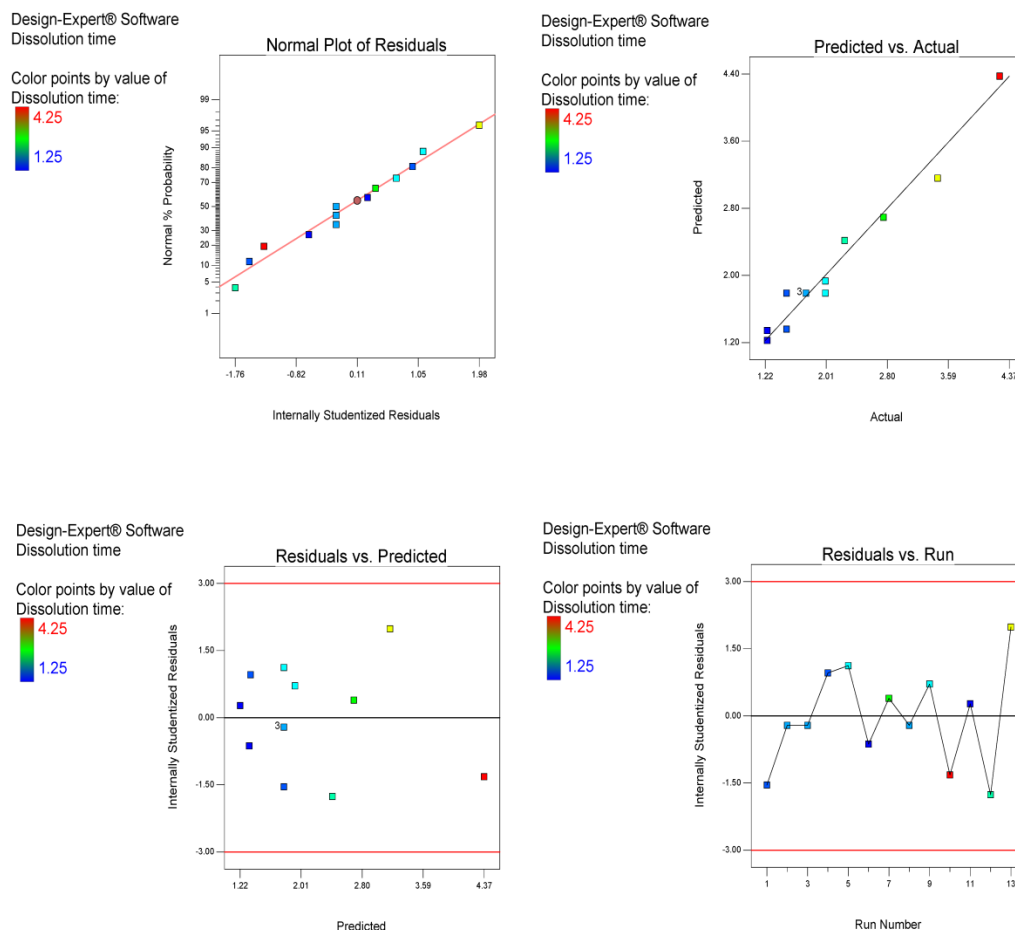 Design-Expert® Software
Dissolution time
Color points by value of
Dissolution time:
4.25
1.25
Normal Plot of Residuals
Normal % Probability
99
95
90
80
70
50
30
20
10
5
1
-1.76 -0.82 0.11 1.05 1.98
Internally Studentized Residuals
Design-Expert® Software
Dissolution time
Color points by value of
Dissolution time:
4.25
1.25
Predicted vs. Actual
Predicted
4.40
3.60
2.80
2.00
1.20
3
1.22 2.01 2.80 3.59 4.37
Actual
Design-Expert® Software
Dissolution time
Color points by value of
Dissolution time:
4.25
1.25
Residuals vs. Predicted
Internally Studentized Residuals
3.00
1.50
0.00
-1.50
-3.00
3
1.22 2.01 2.80 3.59 4.37
Predicted
Design-Expert® Software
Dissolution time
Color points by value of
Dissolution time:
4.25
1.25
Residuals vs. Run
Internally Studentized Residuals
3.00
1.50
0.00
-1.50
-3.00
1 3 5 7 9 11 13
Run Number